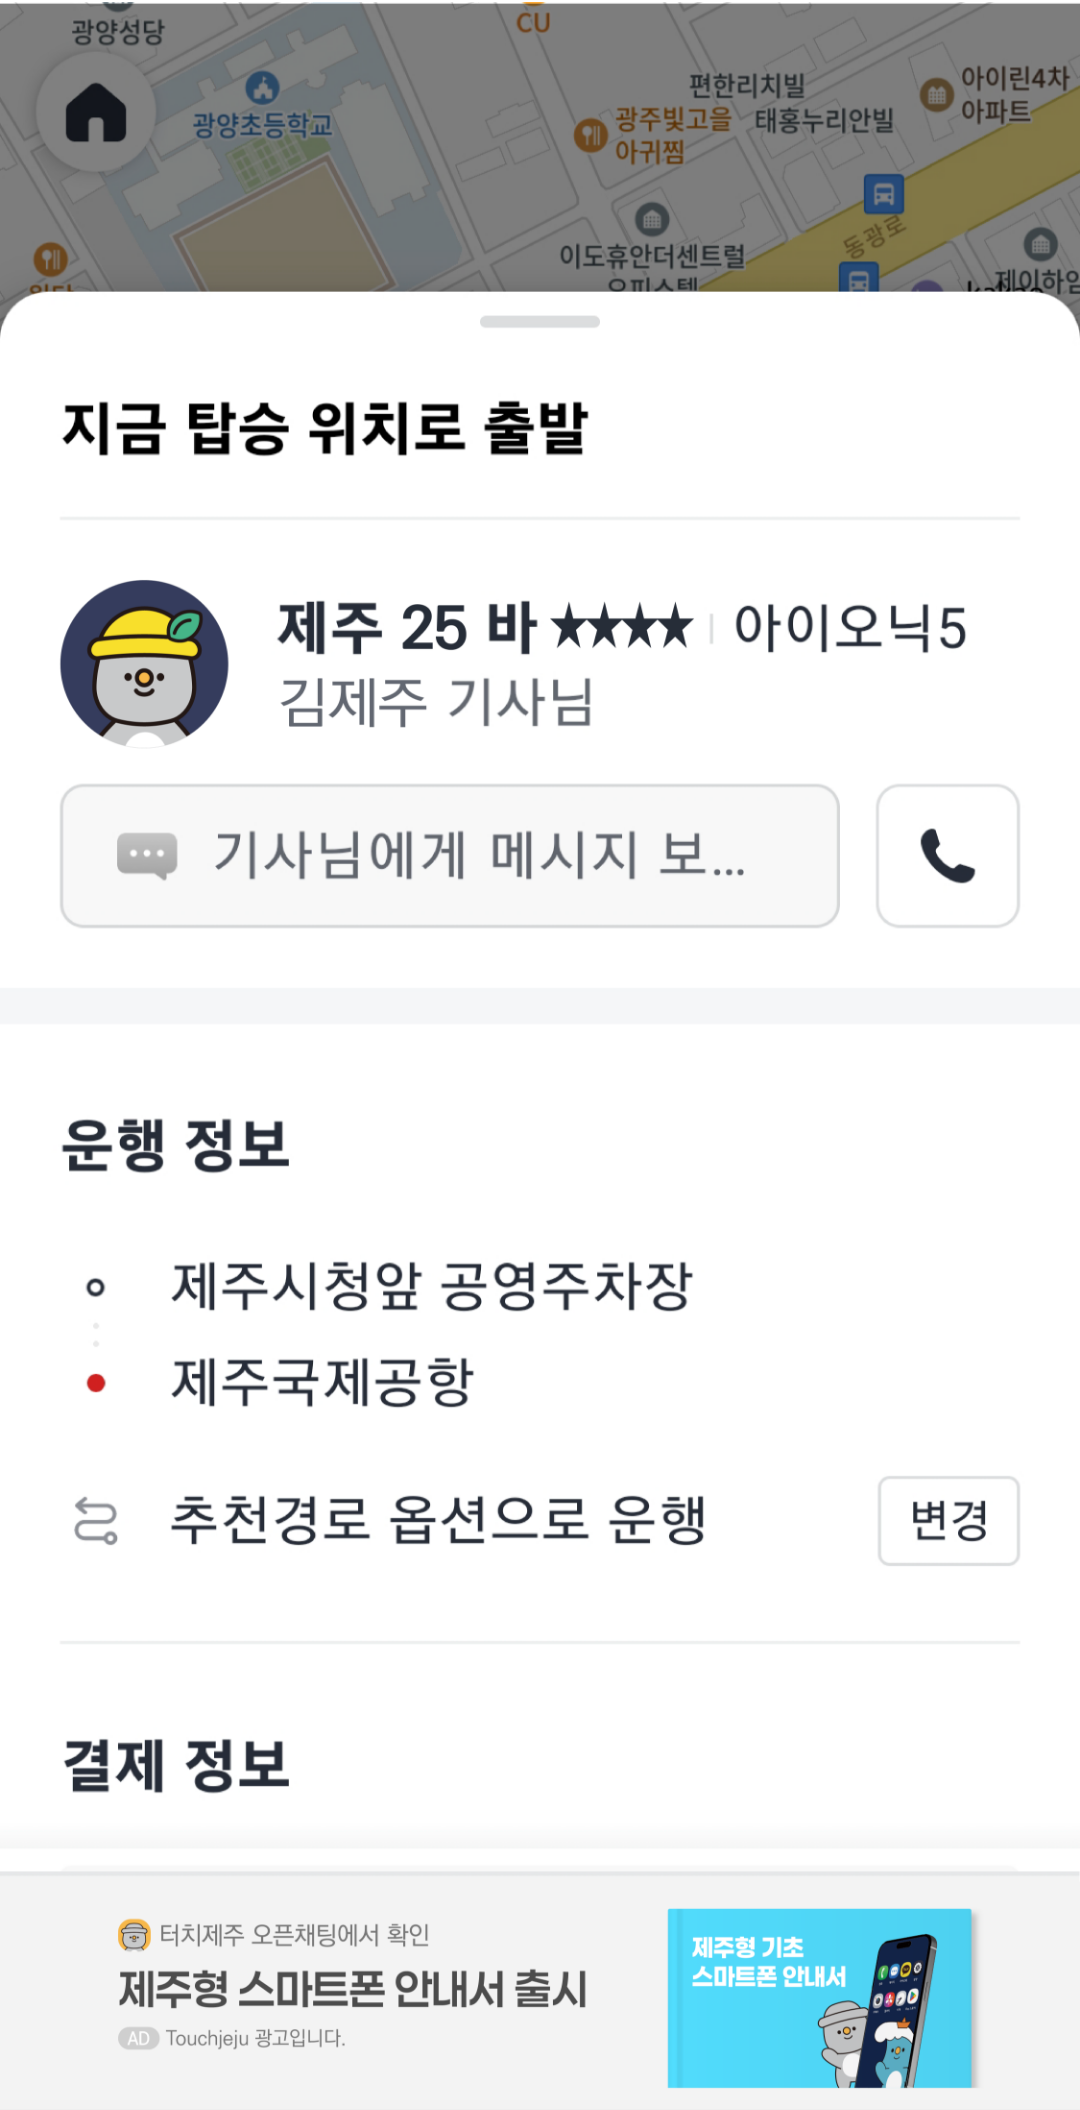 광양성당
CU
광양초등학교
편한리치빌
광주빛고을
아귀찜
태홍누리안빌
아이린4차
아파트
동광로
이도휴안더센트럴
오피스텔
제이하임
지금 탑승 위치로 출발
제주 25 바★★★★ 아이오닉5
김제주 기사님
기사님에게 메시지 보...
운행 정보
제주시청앞 공영주차장
제주국제공항
추천경로 옵션으로 운행
변경
결제 정보
터치제주 오픈채팅에서 확인
제주형 스마트폰 안내서 출시
AD Touchjeju 광고입니다.
제주형 기초
스마트폰 안내서